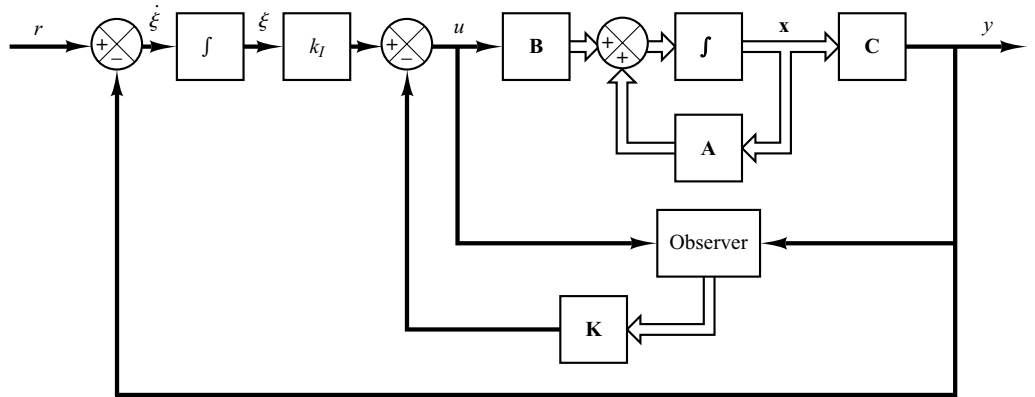 r
+
−
ξ̇
∫
ξ
k_I
+
−
u
B
+
+
∫
x
C
y
A
Observer
K